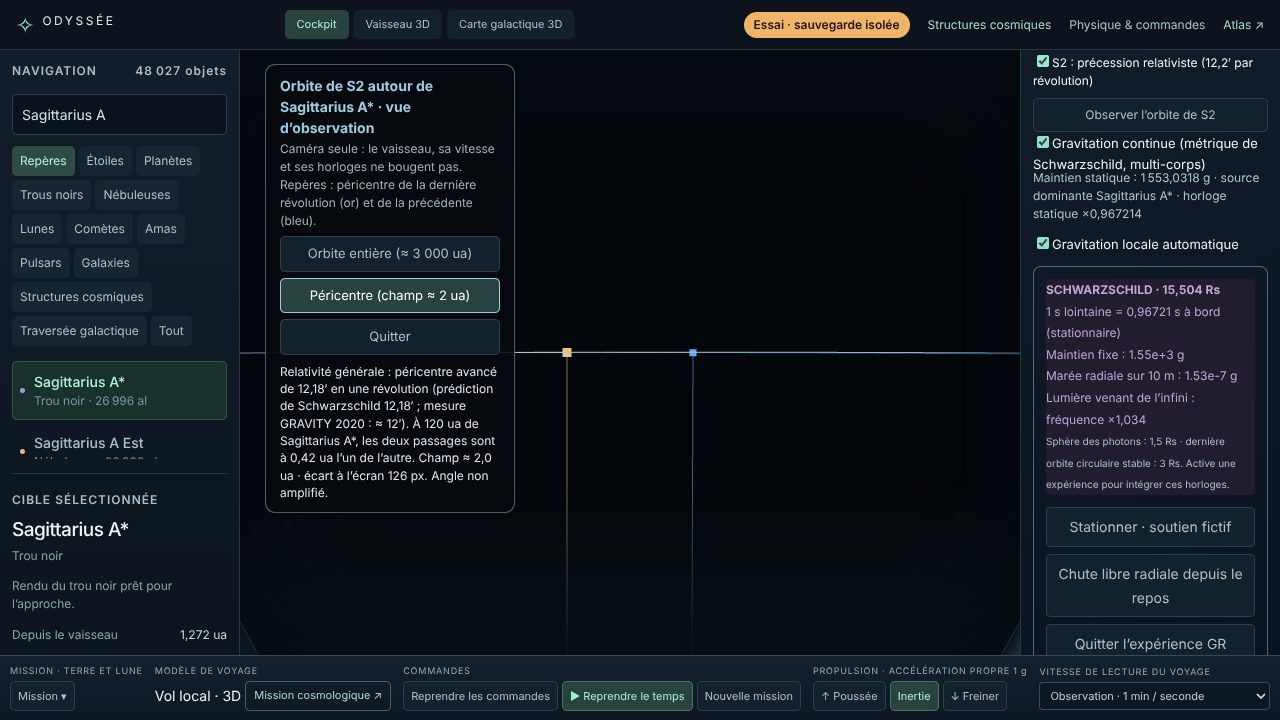 ODYSSÉE
Cockpit
Vaisseau 3D
Carte galactique 3D
Essai · sauvegarde isolée
Structures cosmiques
Physique & commandes
Atlas ↗
NAVIGATION
48 027 objets
Sagittarius A
Repères
Étoiles
Planètes
Trous noirs
Nébuleuses
Lunes
Comètes
Amas
Pulsars
Galaxies
Structures cosmiques
Traversée galactique
Tout
Sagittarius A*
Trou noir · 26 996 al
Sagittarius A Est
CIBLE SÉLECTIONNÉE
Sagittarius A*
Trou noir
Rendu du trou noir prêt pour
l’approche.
Depuis le vaisseau
1,272 ua
Orbite de S2 autour de
Sagittarius A* · vue
d’observation
Caméra seule : le vaisseau, sa vitesse
et ses horloges ne bougent pas.
Repères : péricentre de la dernière
révolution (or) et de la précédente
(bleu).
Orbite entière (≈ 3 000 ua)
Péricentre (champ ≈ 2 ua)
Quitter
Relativité générale : péricentre avancé
de 12,18′ en une révolution (prédiction
de Schwarzschild 12,18′ ; mesure
GRAVITY 2020 : ≈ 12′). À 120 ua de
Sagittarius A*, les deux passages sont
à 0,42 ua l’un de l’autre. Champ ≈ 2,0
ua · écart à l’écran 126 px. Angle non
amplifié.
S2 : précession relativiste (12,2′ par
révolution)
Observer l’orbite de S2
Gravitation continue (métrique de
Schwarzschild, multi-corps)
Maintien statique : 1 553,0318 g · source
dominante Sagittarius A* · horloge
statique ×0,967214
Gravitation locale automatique
SCHWARZSCHILD · 15,504 Rs
1 s lointaine = 0,96721 s à bord
(stationnaire)
Maintien fixe : 1.55e+3 g
Marée radiale sur 10 m : 1.53e-7 g
Lumière venant de l’infini :
fréquence ×1,034
Sphère des photons : 1,5 Rs · dernière
orbite circulaire stable : 3 Rs. Active une
expérience pour intégrer ces horloges.
Stationner · soutien fictif
Chute libre radiale depuis le
repos
Quitter l’expérience GR
MISSION · TERRE ET LUNE
Mission ▾
MODÈLE DE VOYAGE
Vol local · 3D
Mission cosmologique ↗
COMMANDES
Reprendre les commandes
▶ Reprendre le temps
Nouvelle mission
PROPULSION · ACCÉLÉRATION PROPRE 1 g
↑ Poussée
Inertie
↓ Freiner
VITESSE DE LECTURE DU VOYAGE
Observation · 1 min / seconde